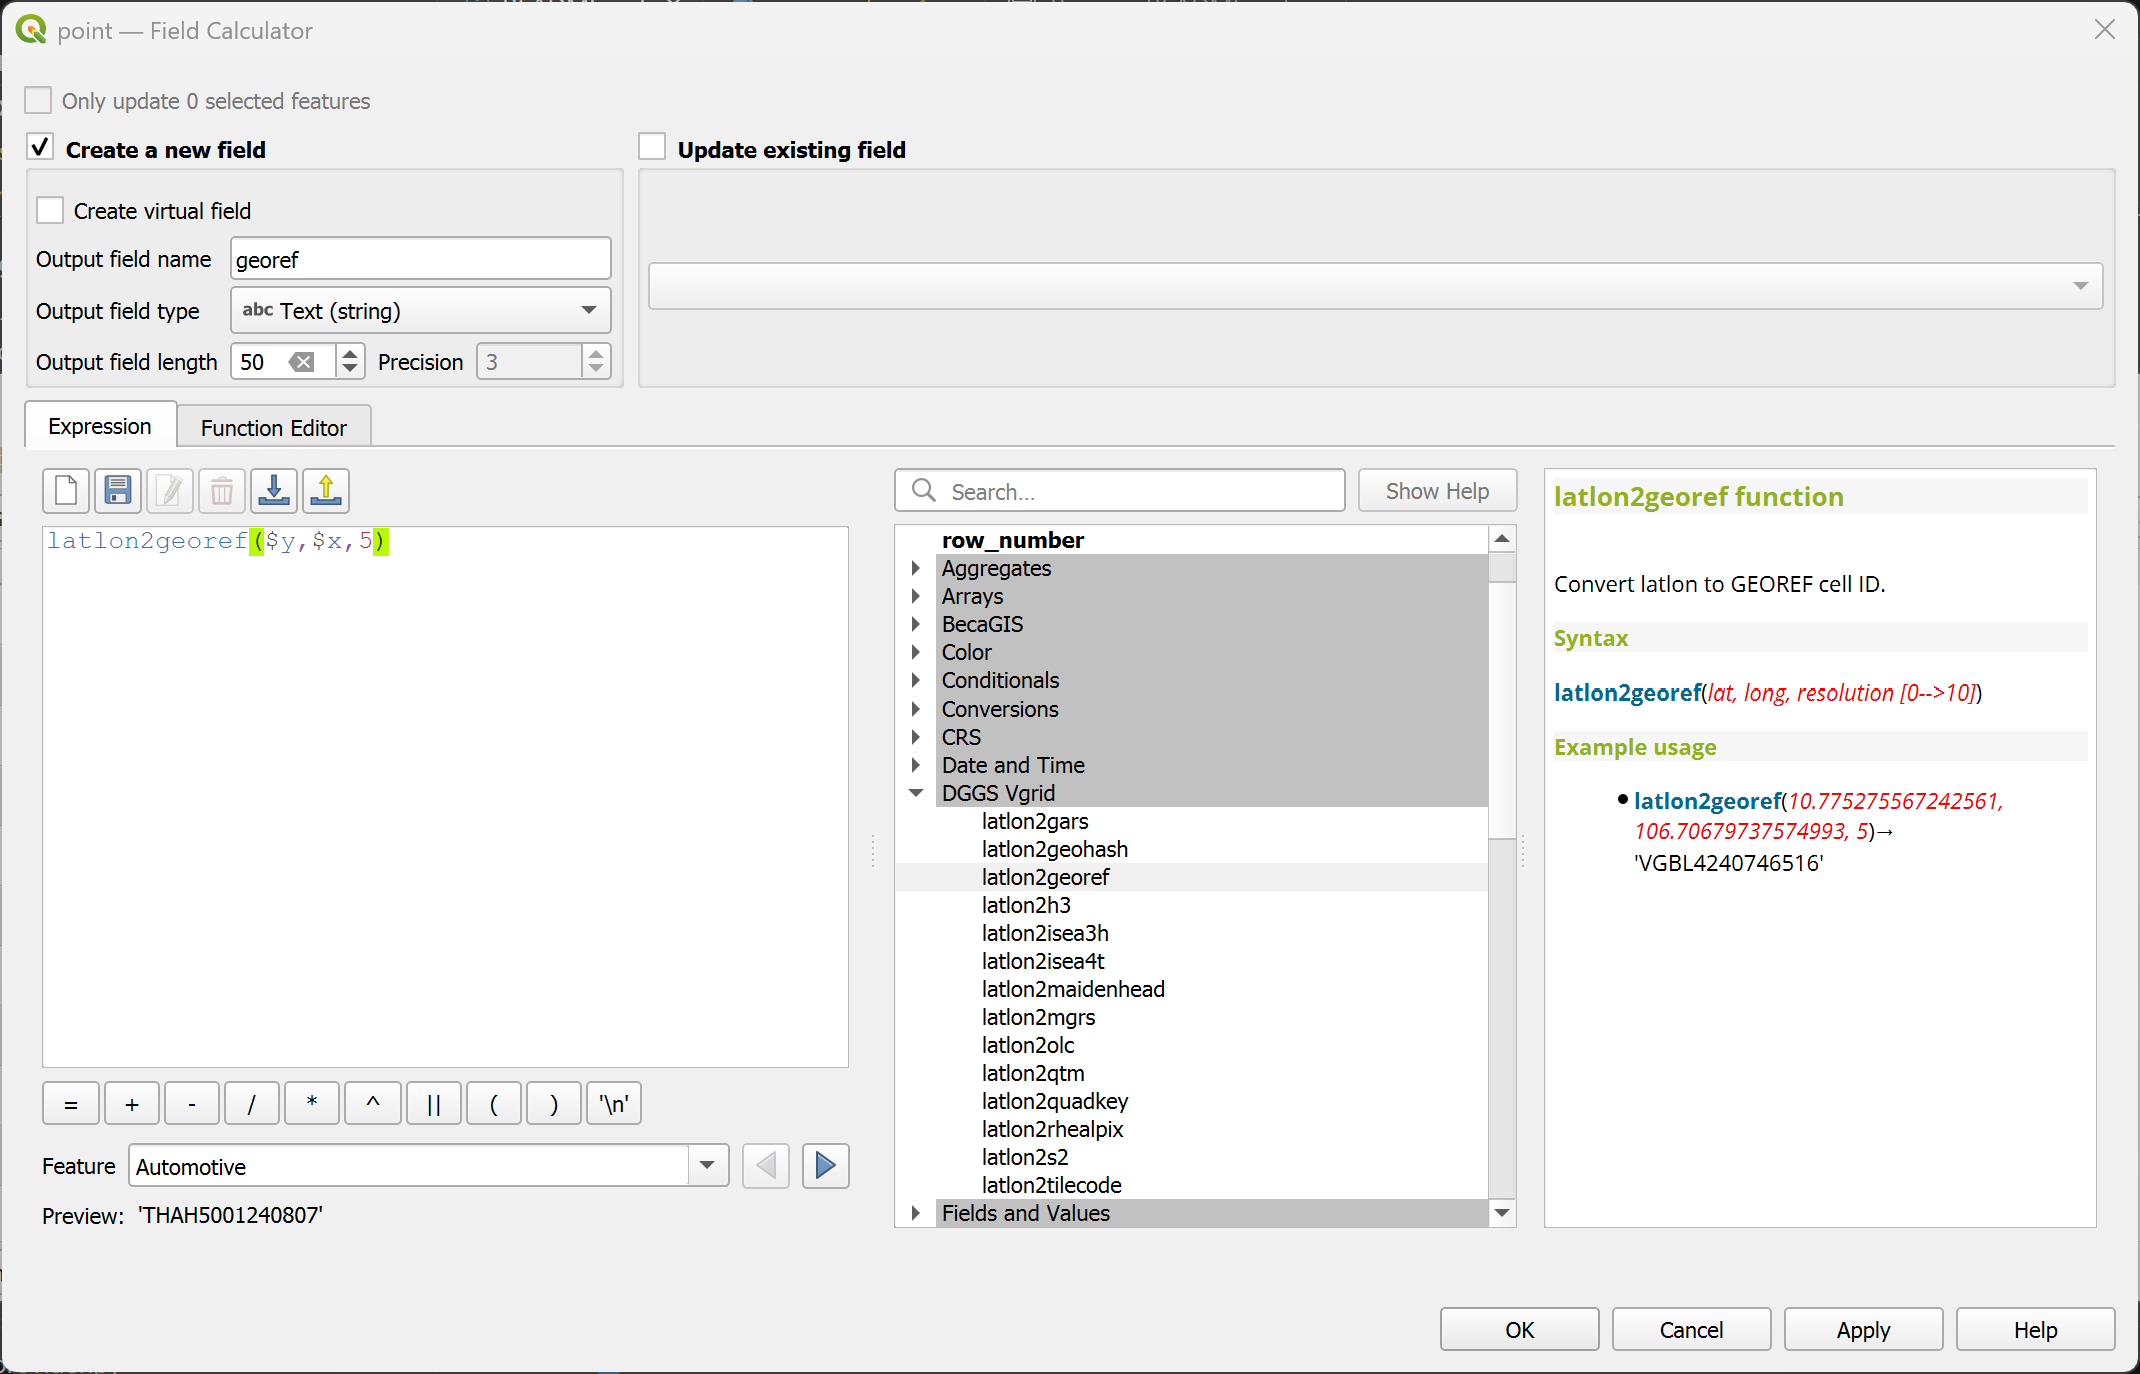 point — Field Calculator
Only update 0 selected features
Create a new field
Update existing field
Create virtual field
Output field name georef
Output field type abc Text (string)
Output field length 50 Precision 3
Expression Function Editor
Search... Show Help
latlon2georef($y,$x,5)
= + - / * ^ || ( ) '\n'
Feature Automotive
Preview: 'THAH5001240807'
row_number
Aggregates
Arrays
BecaGIS
Color
Conditionals
Conversions
CRS
Date and Time
DGGS Vgrid
latlon2gars
latlon2geohash
latlon2georef
latlon2h3
latlon2isea3h
latlon2isea4t
latlon2maidenhead
latlon2mgrs
latlon2olc
latlon2qtm
latlon2quadkey
latlon2rhealpix
latlon2s2
latlon2tilecode
Fields and Values
latlon2georef function
Convert latlon to GEOREF cell ID.
Syntax
latlon2georef(lat, long, resolution [0-->10])
Example usage
• latlon2georef(10.775275567242561,
106.70679737574993, 5)→
'VGBL4240746516'
OK Cancel Apply Help